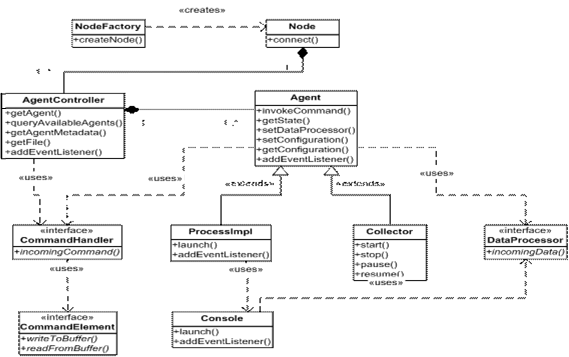 «creates»
NodeFactory
+createNode()
Node
+connect()
AgentController
+getAgent()
+queryAvailableAgents()
+getAgentMetadata()
+getFile()
+addEventListener()
Agent
+invokeCommand()
+getState()
+setDataProcessor()
+setConfiguration()
+getConfiguration()
+addEventListener()
«uses»
«uses»
«uses»
«extends»
«extends»
«interface»
CommandHandler
+incomingCommand()
ProcessImpl
+launch()
+addEventListener()
Collector
+start()
+stop()
+pause()
+resume()
«interface»
DataProcessor
+incomingData()
«uses»
«uses»
«uses»
«interface»
CommandElement
+writeToBuffer()
+readFromBuffer()
Console
+launch()
+addEventListener()